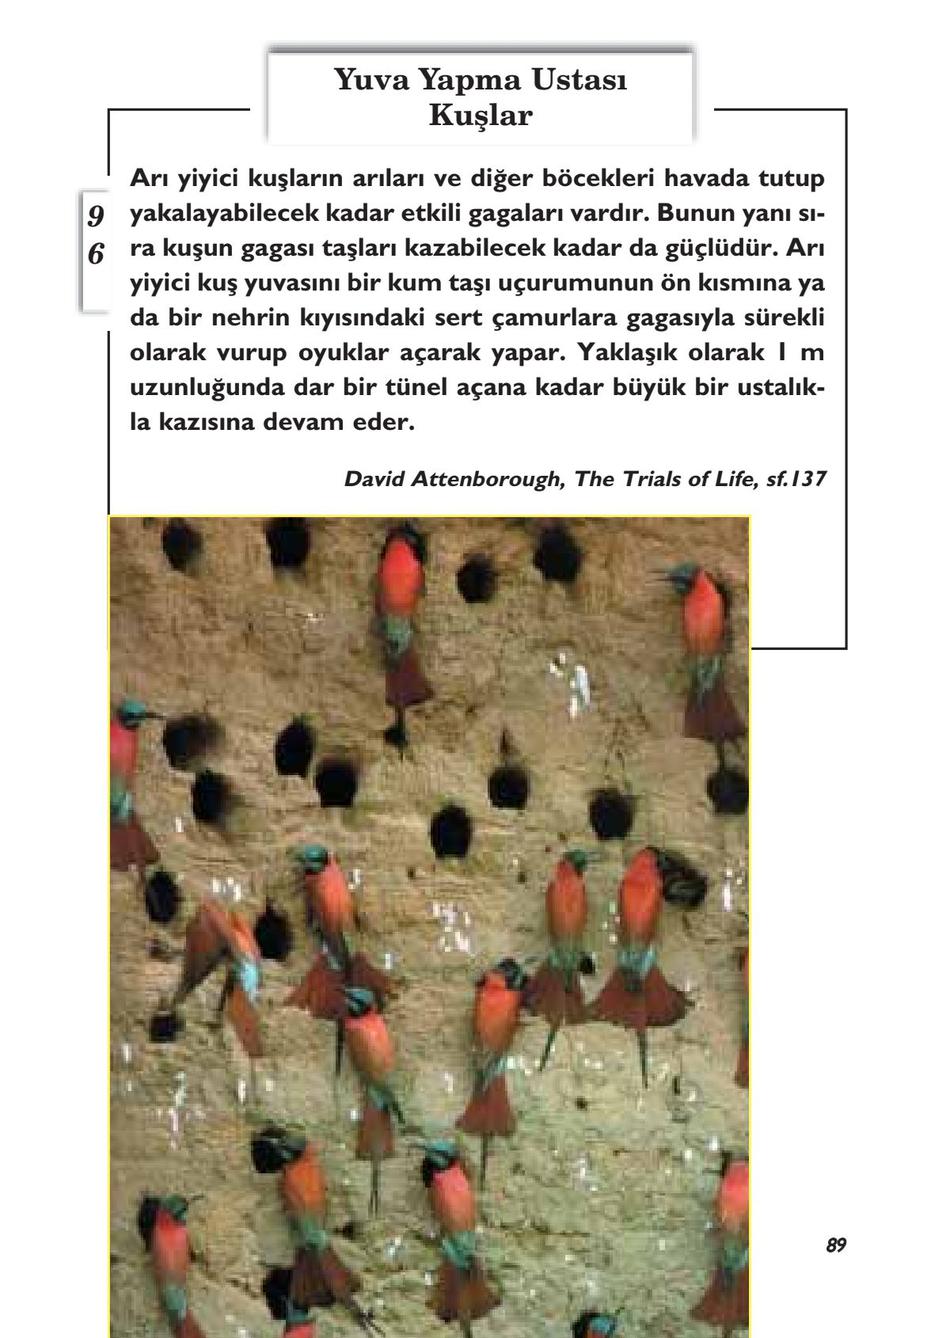 Yuva Yapma Ustası
Kuşlar
9
6
Arı yiyici kuşların arıları ve diğer böcekleri havada tutup
yakalayabilecek kadar etkili gagaları vardır. Bunun yanı sı-
ra kuşun gagası taşları kazabilecek kadar da güçlüdür. Arı
yiyici kuş yuvasını bir kum taşı uçurumunun ön kısmına ya
da bir nehrin kıyısındaki sert çamurlara gagasıyla sürekli
olarak vurup oyuklar açarak yapar. Yaklaşık olarak 1 m
uzunluğunda dar bir tünel açana kadar büyük bir ustalık-
la kazısına devam eder.
David Attenborough, The Trials of Life, sf.137
89